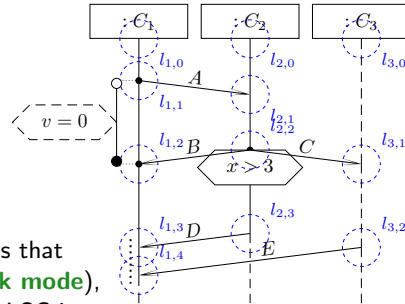 : C₁ : C₂ : C₃
l₁,₀ l₂,₀ l₃,₀
A
l₁,₁ l₂,₁
v = 0
l₂,₂
l₁,₂ B C l₃,₁
x > 3
l₁,₃ D l₂,₃ l₃,₂
s that
l₁,₄ E
k mode),